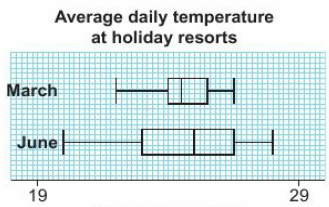 Average daily temperature
at holiday resorts
March
June
19
29